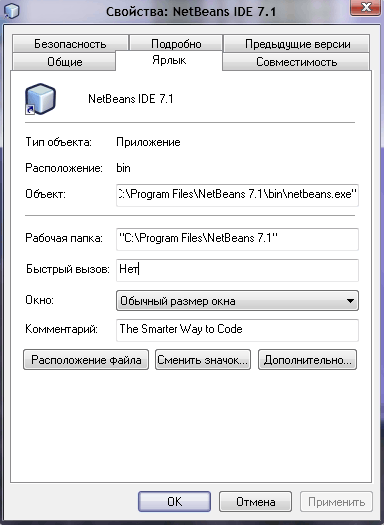 Свойства: NetBeans IDE 7.1
Безопасность Подробно Предыдущие версии
Общие Ярлык Совместимость
NetBeans IDE 7.1
Тип объекта: Приложение
Расположение: bin
Объект: C:\Program Files\NetBeans 7.1\bin\netbeans.exe"
Рабочая папка: "C:\Program Files\NetBeans 7.1"
Быстрый вызов: Нет
Окно: Обычный размер окна
Комментарий: The Smarter Way to Code
Расположение файла Сменить значок... Дополнительно...
OK Отмена Применить